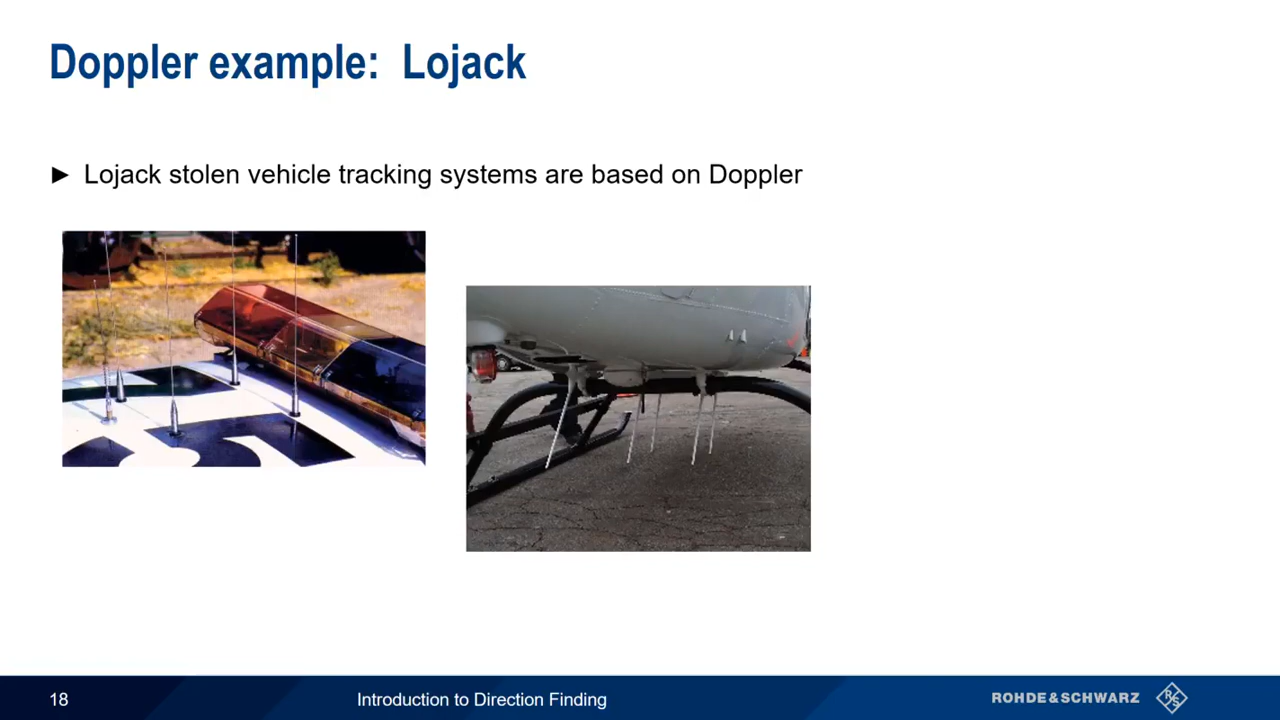 Doppler example: Lojack
► Lojack stolen vehicle tracking systems are based on Doppler
18
Introduction to Direction Finding
ROHDE&SCHWARZ
R&S